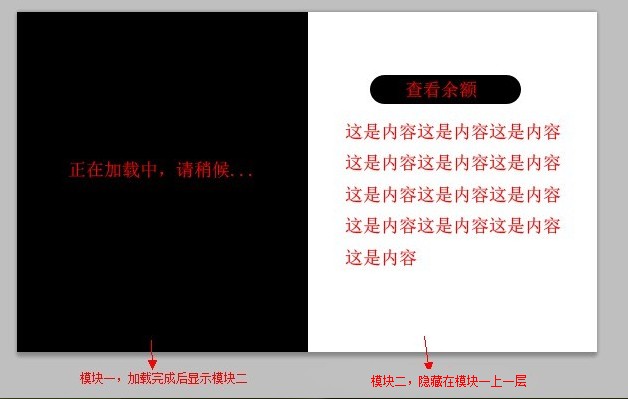 正在加载中，请稍候...
查看余额
这是内容这是内容这是内容
这是内容这是内容这是内容
这是内容这是内容这是内容
这是内容这是内容这是内容
这是内容
模块一，加载完成后显示模块二
模块二，隐藏在模块一上一层